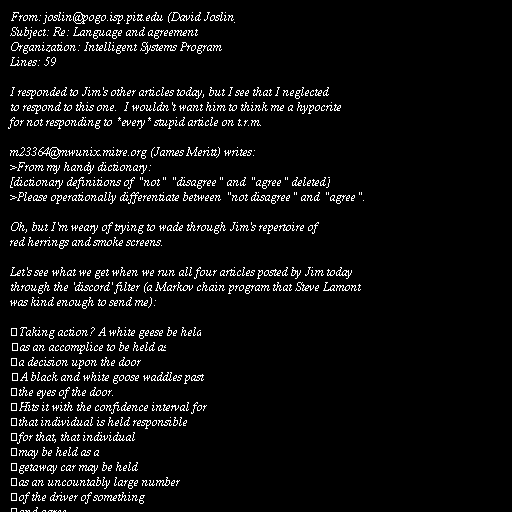 From: joslin@pogo.isp.pitt.edu (David Joslin)
Subject: Re: Language and agreement
Organization: Intelligent Systems Program
Lines: 59

I responded to Jim's other articles today, but I see that I neglected
to respond to this one.  I wouldn't want him to think me a hypocrite
for not responding to *every* stupid article on t.r.m.

m23364@mwunix.mitre.org (James Meritt) writes:
>From my handy dictionary:
[dictionary definitions of "not" "disagree" and "agree" deleted]
>Please operationally differentiate between "not disagree" and "agree".

Oh, but I'm weary of trying to wade through Jim's repertoire of
red herrings and smoke screens.

Let's see what we get when we run all four articles posted by Jim today
through the 'discord' filter (a Markov chain program that Steve Lamont
was kind enough to send me):

Taking action? A white geese be held
as an accomplice to be held as
a decision upon the door
A black and white goose waddles past
the eyes of the door.
Hits it with the confidence interval for
that individual is held responsible
for that, that individual
may be held as a
getaway car may be held
as an uncountably large number
of the driver of something
and agree